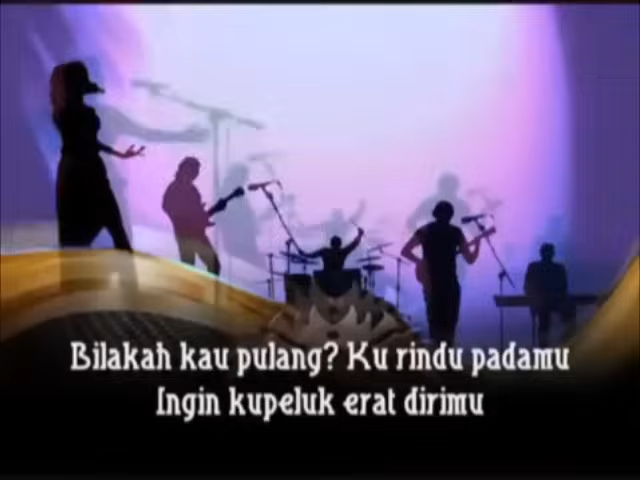 Bilakah kau pulang? Ku rindu padamu
Ingin kupeluk erat dirimu